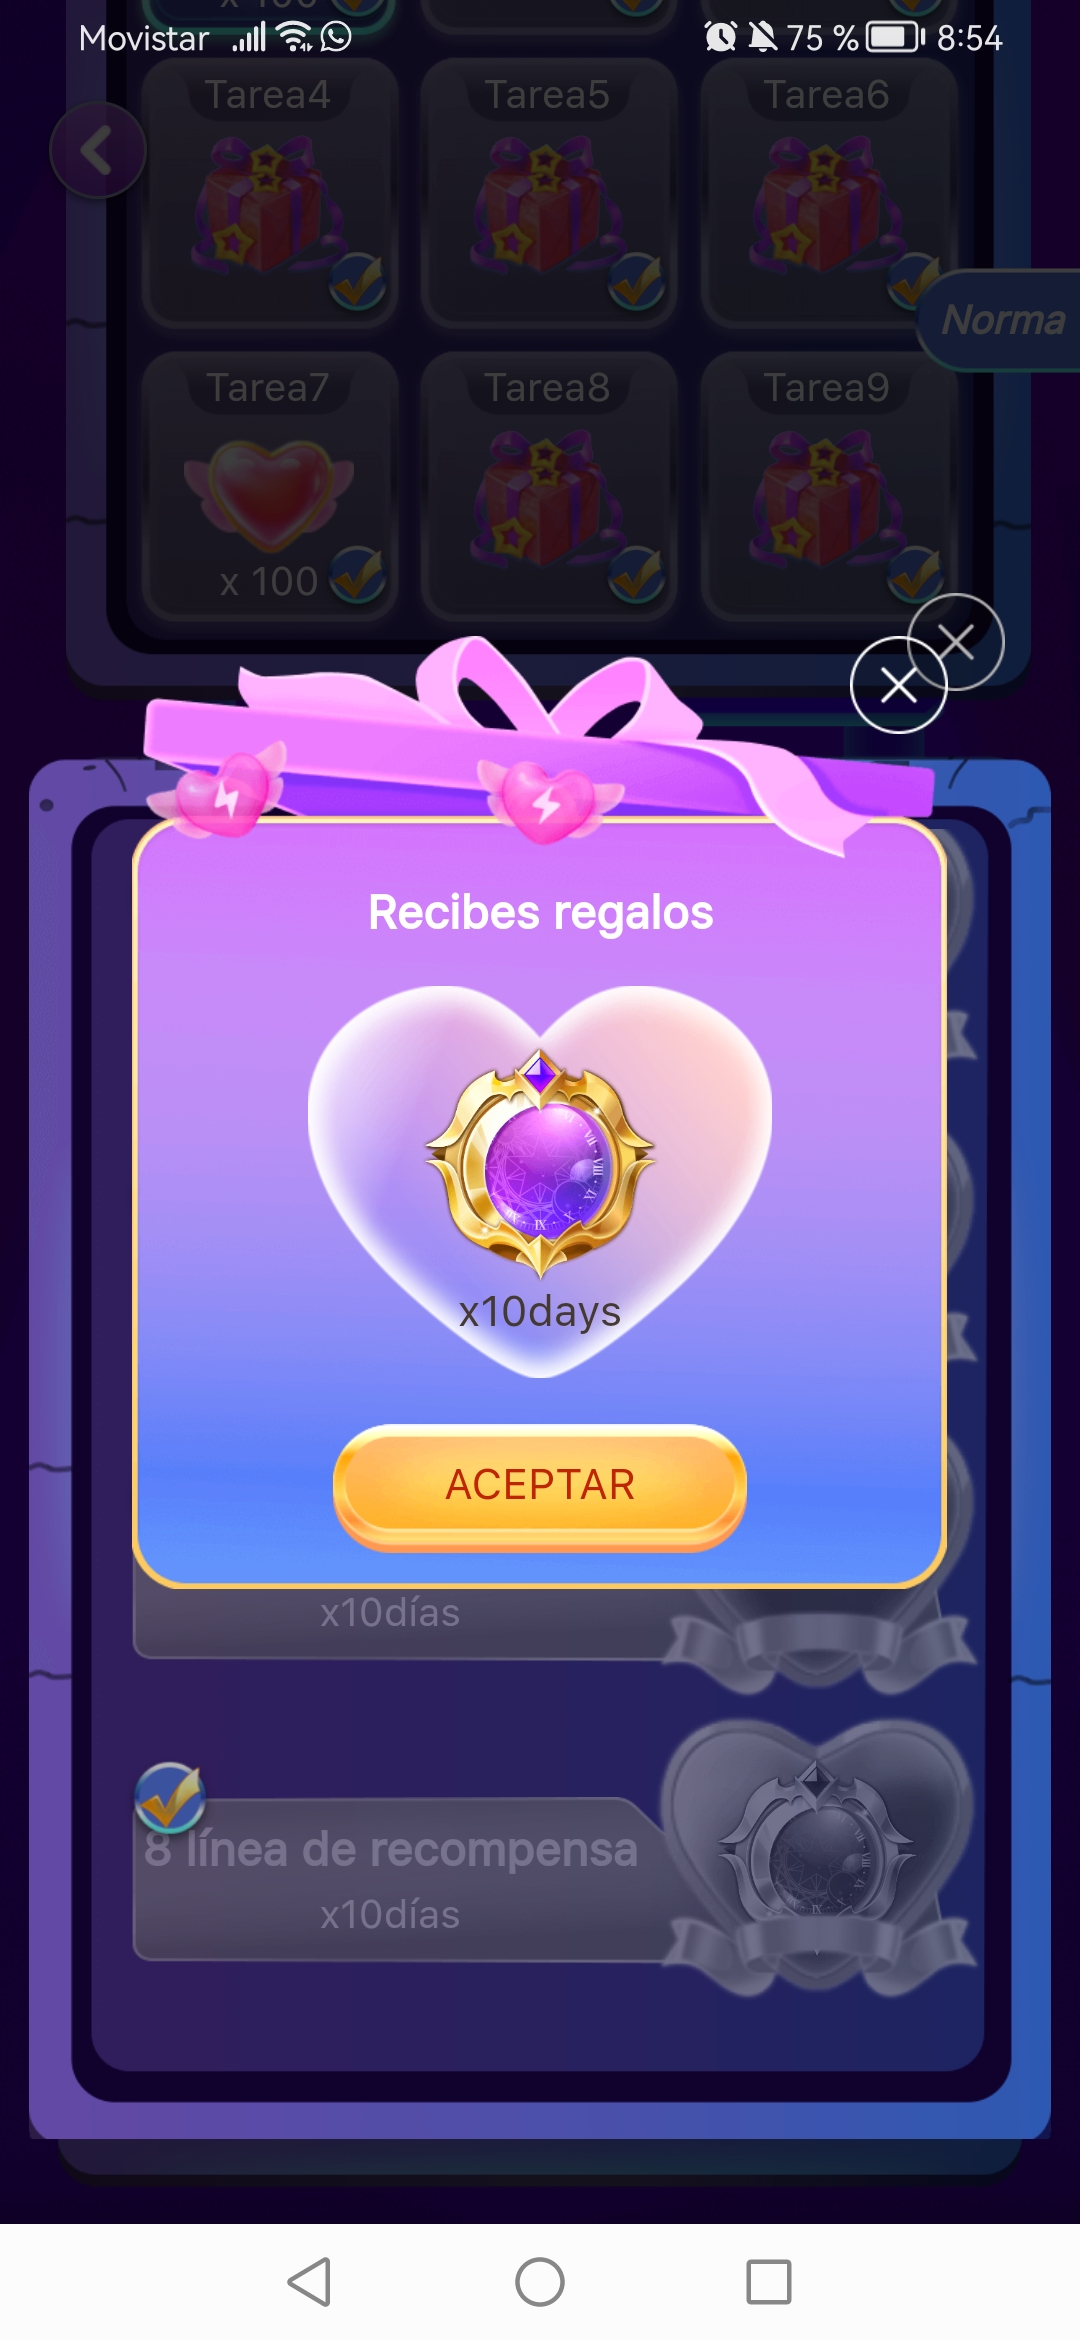 Movistar 75 % 8:54
Tarea4 Tarea5 Tarea6
Norma
Tarea7 Tarea8 Tarea9
x 100
Recibes regalos
x10days
ACEPTAR
x10días
8 línea de recompensa
x10días